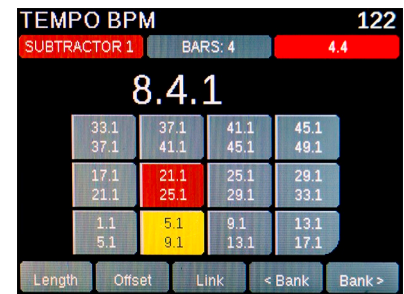 TEMPO BPM 122
SUBTRACTOR 1 BARS: 4 4.4
8.4.1
33.1 37.1 41.1 45.1
37.1 41.1 45.1 49.1
17.1 21.1 25.1 29.1
21.1 25.1 29.1 33.1
1.1 5.1 9.1 13.1
5.1 9.1 13.1 17.1
Length Offset Link < Bank Bank >